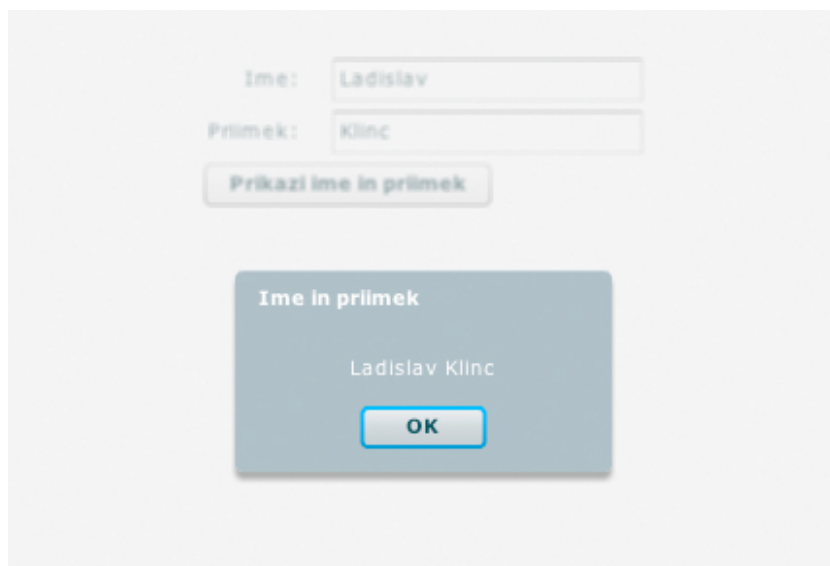 Ime: Ladislav
Priimek: Klinc
Prikazi ime in priimek
Ime in priimek
Ladislav Klinc
OK